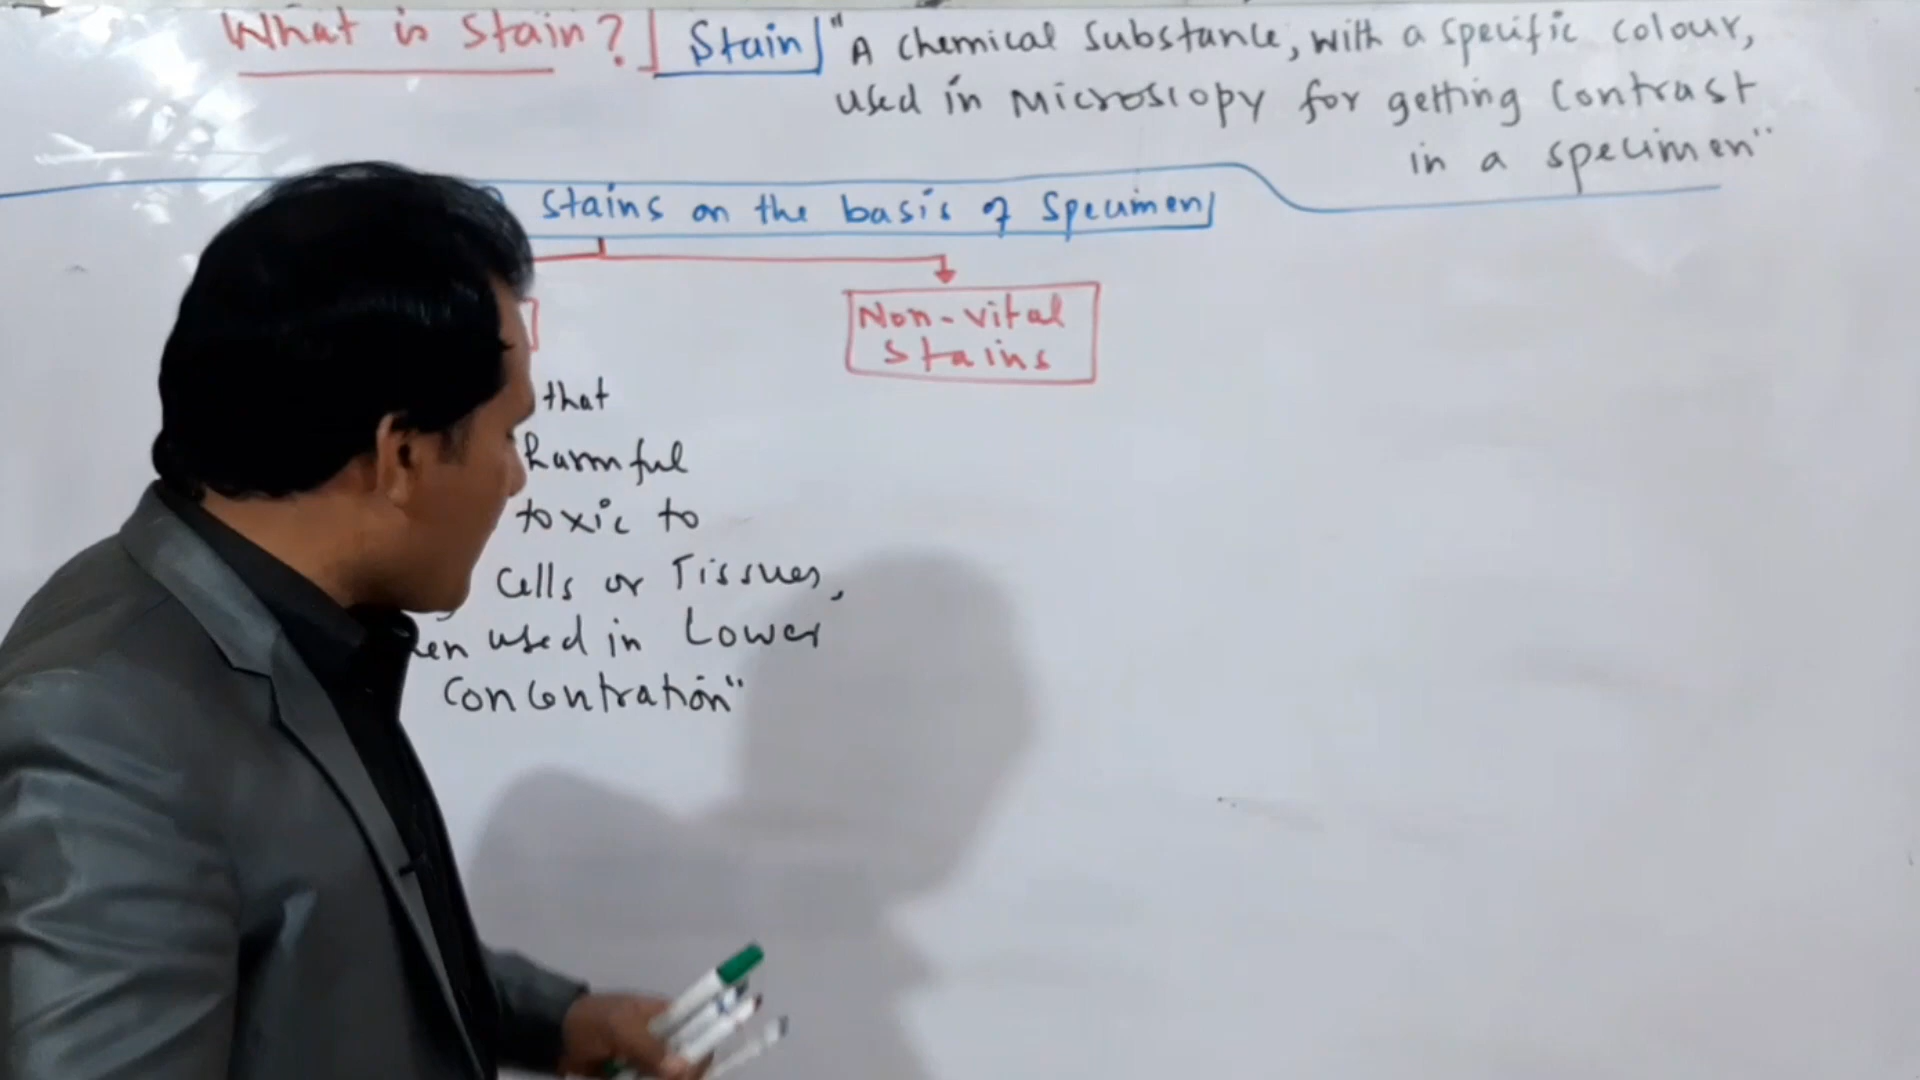 What is Stain?
Stain "A chemical substance, with a specific colour,
used in Microscopy for getting contrast
in a specimen"
stains on the basis of specimen
Non-vital
stains
that
harmful
toxic to
cells or Tissues,
used in Lower
concentration"